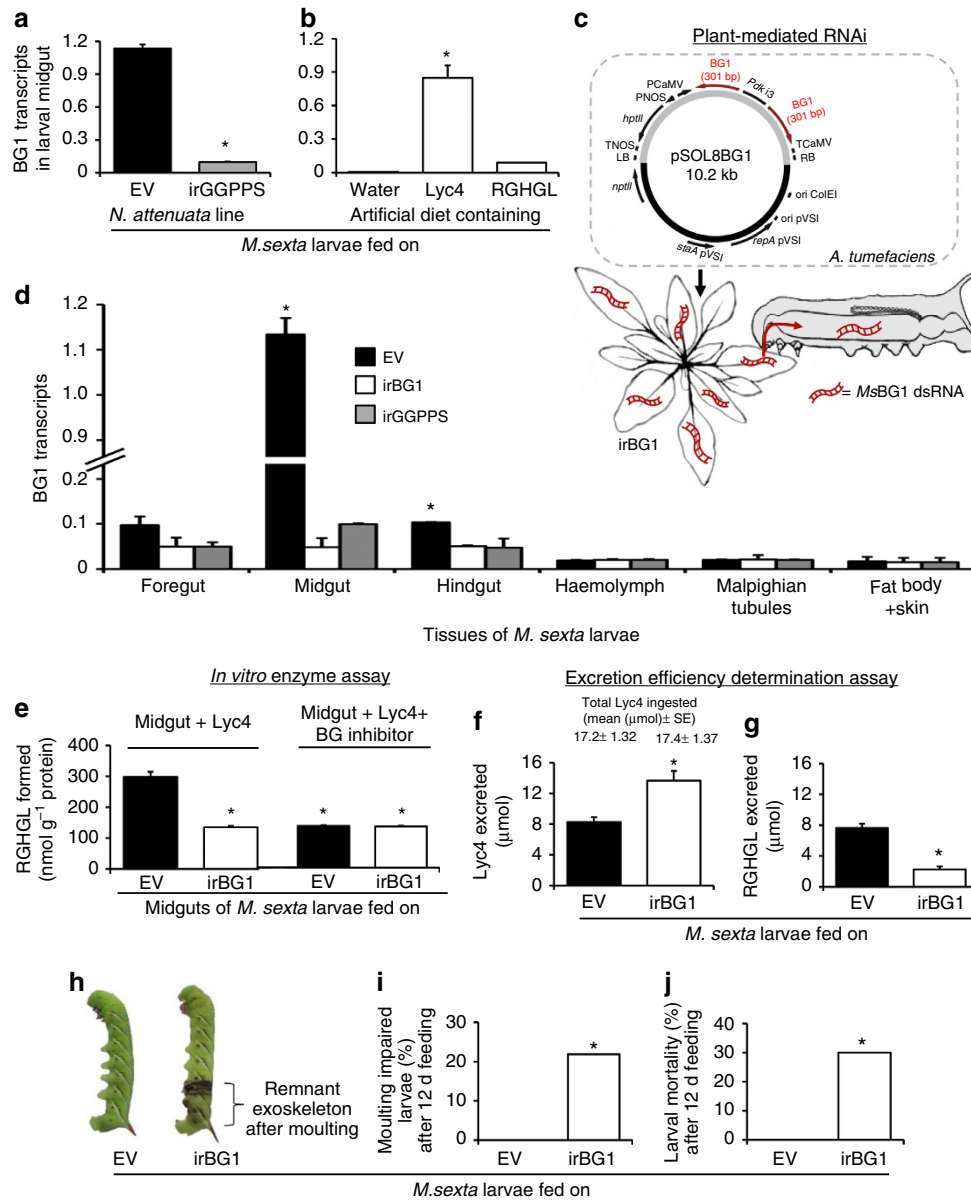 a
BG1 transcripts
in larval midgut
1.2
0.9
0.6
0.3
0
*
EV
irGGPPS
N. attenuata line
b
1.2
0.9
0.6
0.3
0
*
Water
Lyc4
RGHGL
Artificial diet containing
M.sexta larvae fed on
c
Plant-mediated RNAi
BG1
(301 bp)
Pdk i3
BG1
(301 bp)
PCaMV
PNOS
hptII
TNOS
LB
nptII
TCaMV
RB
pSOL8BG1
10.2 kb
ori ColEI
ori pVSI
repA pVSI
staA pVSI
A. tumefaciens
irBG1
= MsBG1 dsRNA
d
BG1 transcripts
1.2
1.1
1.0
0.9
0.2
0.1
0
*
*
EV
irBG1
irGGPPS
Foregut
Midgut
Hindgut
Haemolymph
Malpighian
tubules
Fat body
+skin
Tissues of M. sexta larvae
In vitro enzyme assay
e
Midgut + Lyc4
Midgut + Lyc4+
BG inhibitor
RGHGL formed
(nmol g⁻¹ protein)
400
300
200
100
0
*
*
*
EV
irBG1
EV
irBG1
Midguts of M. sexta larvae fed on
Excretion efficiency determination assay
f
Total Lyc4 ingested
(mean (μmol)± SE)
17.2± 1.32
17.4± 1.37
Lyc4 excreted
(μmol)
16
12
8
4
0
*
EV
irBG1
g
RGHGL excreted
(μmol)
16
12
8
4
0
*
EV
irBG1
M. sexta larvae fed on
h
Remnant
exoskeleton
after moulting
EV
irBG1
i
Moulting impaired
larvae (%)
after 12 d feeding
30
20
10
0
*
EV
irBG1
j
Larval mortality (%)
after 12 d feeding
40
30
20
10
0
*
EV
irBG1
M.sexta larvae fed on